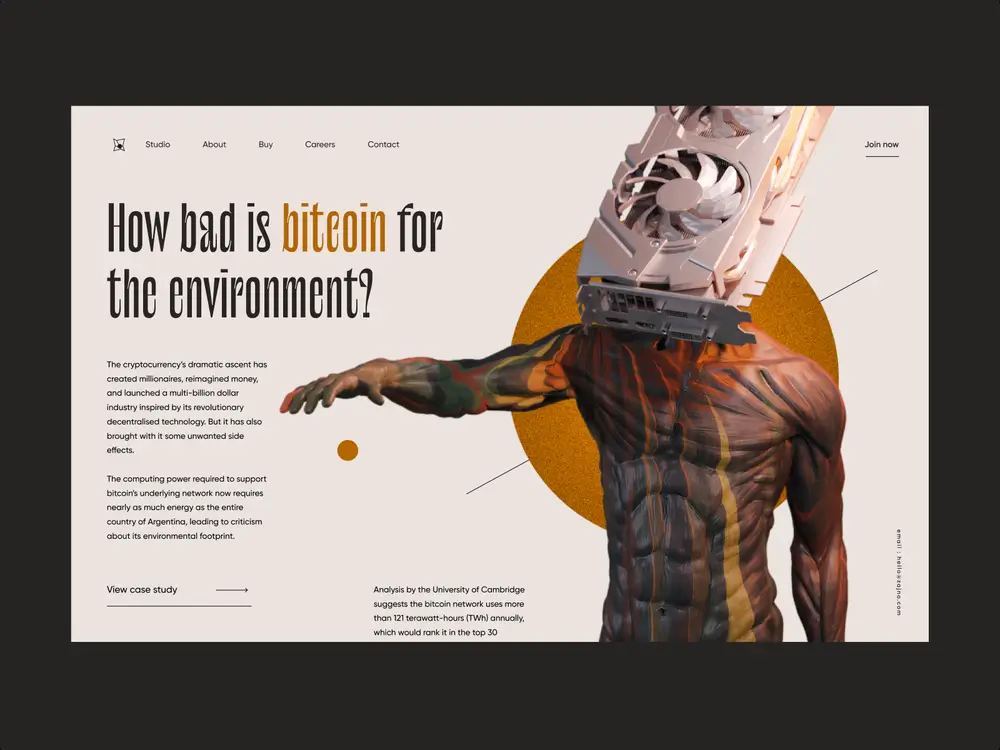 Studio
About
Buy
Careers
Contact
Join now
How bad is bitcoin for
the environment?
The cryptocurrency's dramatic ascent has
created millionaires, reimagined money,
and launched a multi-billion dollar
industry inspired by its revolutionary
decentralised technology. But it has also
brought with it some unwanted side
effects.
The computing power required to support
bitcoin's underlying network now requires
nearly as much energy as the entire
country of Argentina, leading to criticism
about its environmental footprint.
View case study
Analysis by the University of Cambridge
suggests the bitcoin network uses more
than 121 terawatt-hours (TWh) annually,
which would rank it in the top 30
email : hello@zajno.com